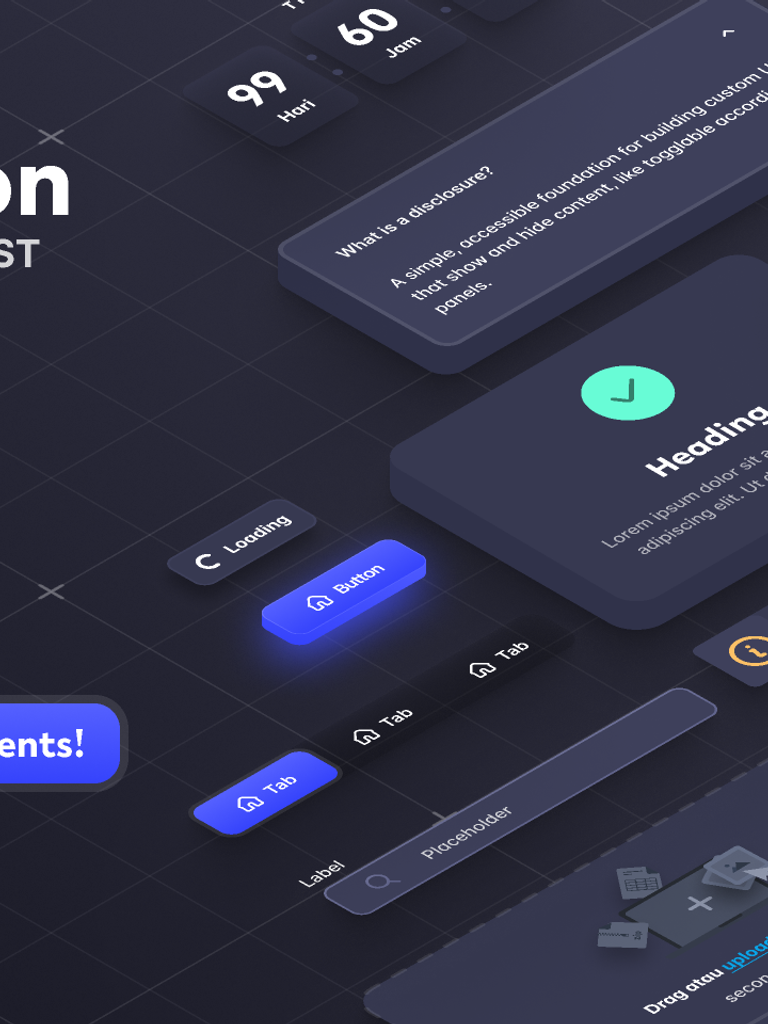 60
Jam
99
Hari
on
ST
What is a disclosure?
A simple, accessible foundation for building custom U
that show and hide content, like togglable accordi
panels.
Heading
Lorem ipsum dolor sit a
adipiscing elit. Ut d
Loading
Button
Tab
Tab
Tab
ents!
Label
Placeholder
Drag atau upload
secon